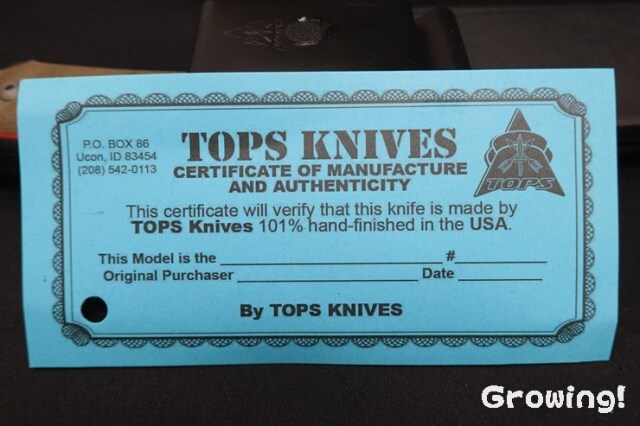 P.O. BOX 86
Ucon, ID 83454
(208) 542-0113
TOPS KNIVES
CERTIFICATE OF MANUFACTURE
AND AUTHENTICITY
TOPS
This certificate will verify that this knife is made by
TOPS Knives 101% hand-finished in the USA.
This Model is the #
Original Purchaser Date
By TOPS KNIVES
Growing!